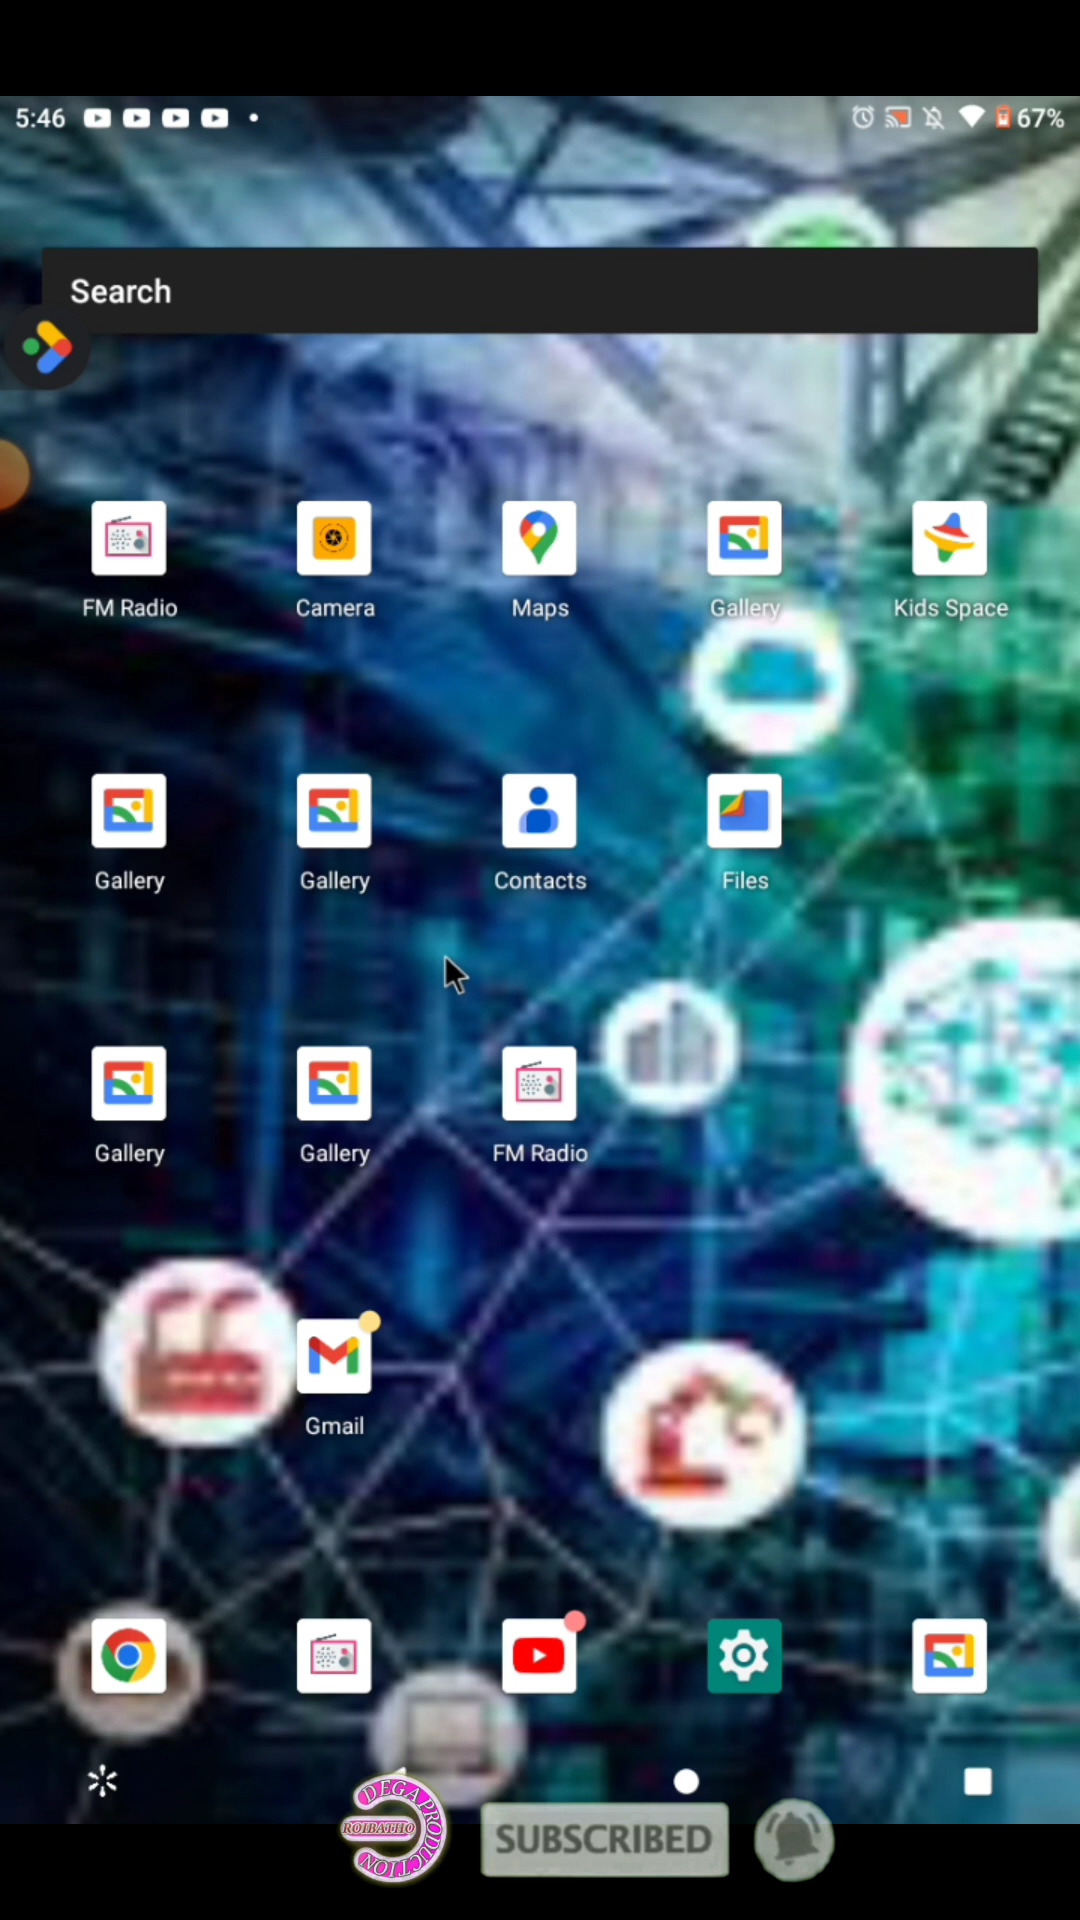 5:46
67%
Search
FM Radio
Camera
Maps
Gallery
Kids Space
Gallery
Gallery
Contacts
Files
Gallery
Gallery
FM Radio
Gmail
DEGA PRODUCTION
ROIBATHO
SUBSCRIBED